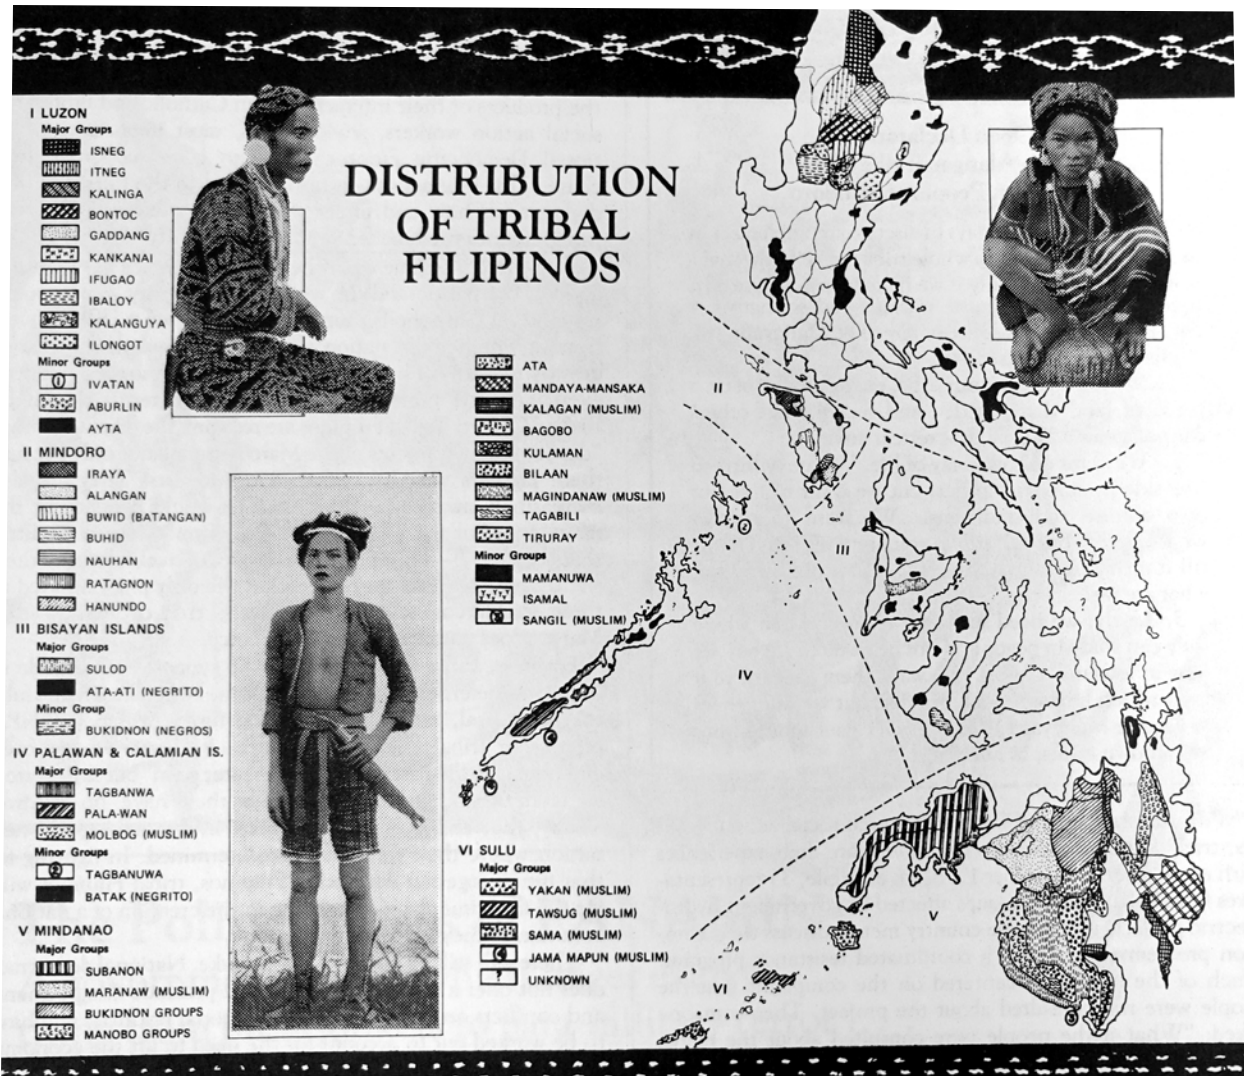 DISTRIBUTION
OF TRIBAL
FILIPINOS
I LUZON
Major Groups
ISNEG
ITNEG
KALINGA
BONTOC
GADDANG
KANKANAI
IFUGAO
IBALOY
KALANGUYA
ILONGOT
Minor Groups
1 IVATAN
ABURLIN
AYTA
II MINDORO
IRAYA
ALANGAN
BUWID (BATANGAN)
BUHID
NAUHAN
RATAGNON
HANUNDO
III BISAYAN ISLANDS
Major Groups
SULOD
ATA-ATI (NEGRITO)
Minor Group
BUKIDNON (NEGROS)
IV PALAWAN & CALAMIAN IS.
Major Groups
TAGBANWA
PALA-WAN
MOLBOG (MUSLIM)
Minor Groups
2 TAGBANUWA
BATAK (NEGRITO)
V MINDANAO
Major Groups
SUBANON
MARANAW (MUSLIM)
BUKIDNON GROUPS
MANOBO GROUPS
ATA
MANDAYA-MANSAKA
KALAGAN (MUSLIM)
BAGOBO
KULAMAN
BILAAN
MAGINDANAW (MUSLIM)
TAGABILI
TIRURAY
Minor Groups
MAMANUWA
ISAMAL
3 SANGIL (MUSLIM)
VI SULU
Major Groups
YAKAN (MUSLIM)
TAWSUG (MUSLIM)
SAMA (MUSLIM)
4 JAMA MAPUN (MUSLIM)
? UNKNOWN
II
III
IV
V
VI
?
?